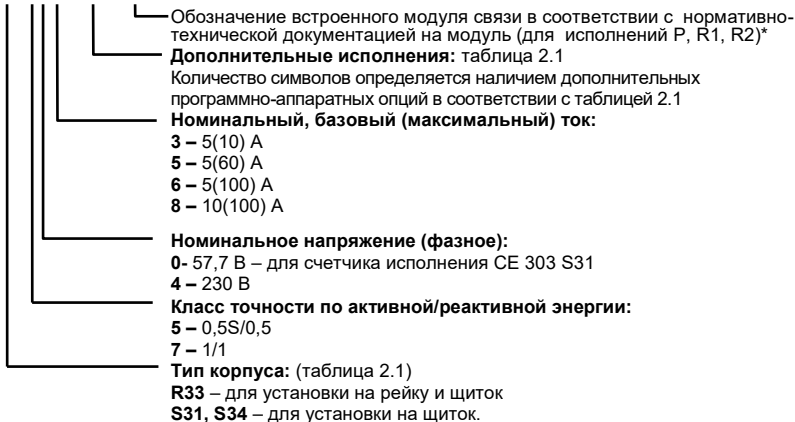 Обозначение встроенного модуля связи в соответствии с нормативно-
технической документацией на модуль (для исполнений P, R1, R2)*
Дополнительные исполнения: таблица 2.1
Количество символов определяется наличием дополнительных
программно-аппаратных опций в соответствии с таблицей 2.1
Номинальный, базовый (максимальный) ток:
3 – 5(10) А
5 – 5(60) А
6 – 5(100) А
8 – 10(100) А
Номинальное напряжение (фазное):
0- 57,7 В – для счетчика исполнения CE 303 S31
4 – 230 В
Класс точности по активной/реактивной энергии:
5 – 0,5S/0,5
7 – 1/1
Тип корпуса: (таблица 2.1)
R33 – для установки на рейку и щиток
S31, S34 – для установки на щиток.